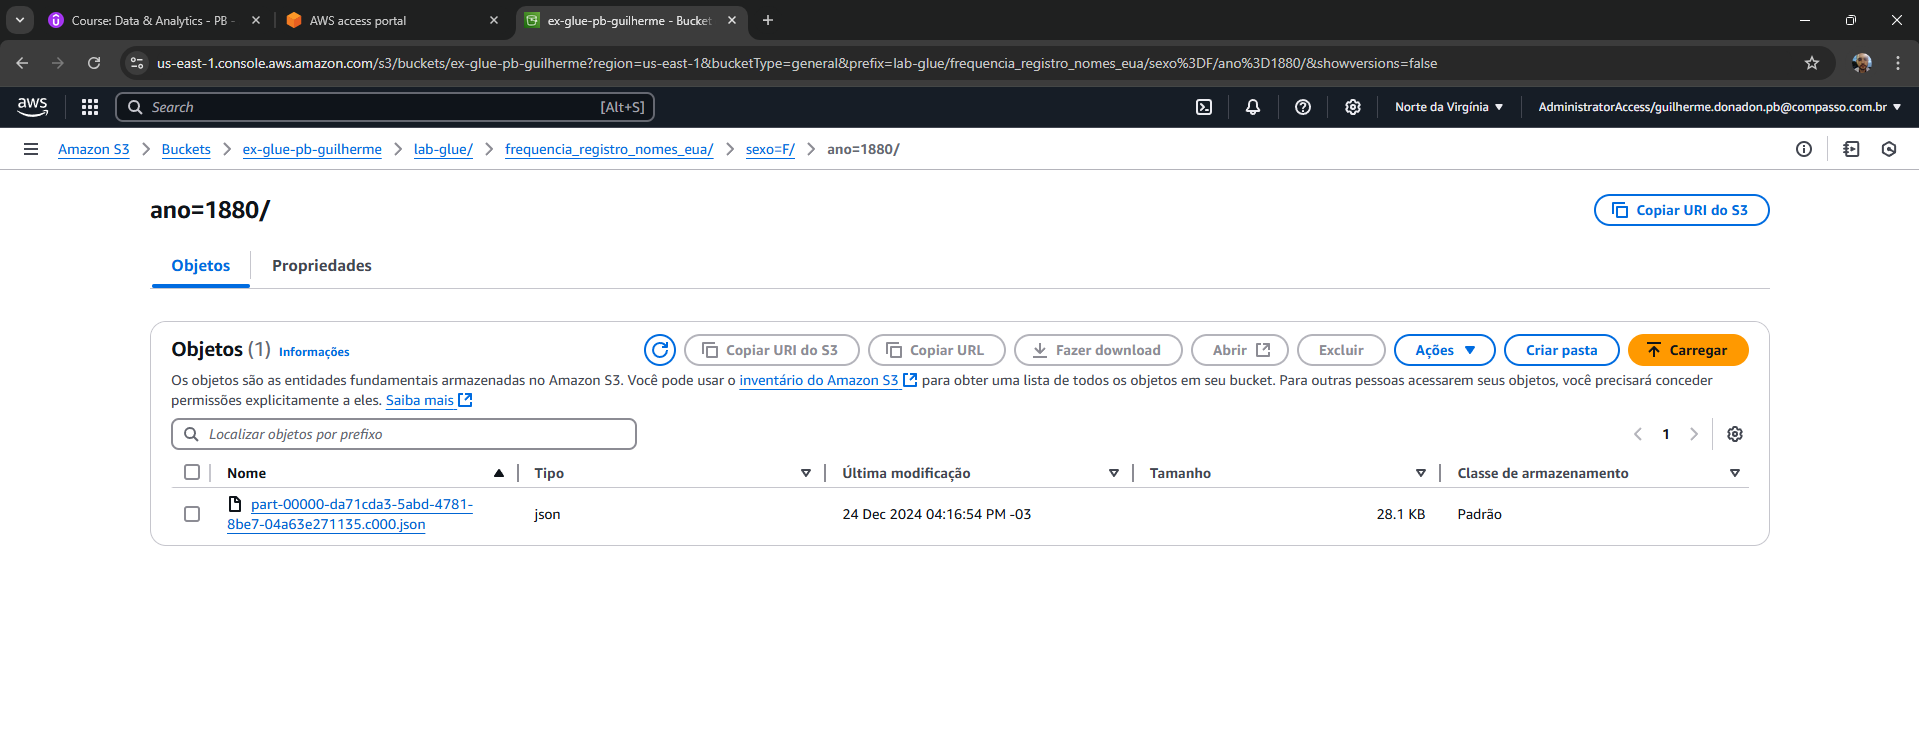 Course: Data & Analytics - PB -
AWS access portal
ex-glue-pb-guilherme - Bucket
us-east-1.console.aws.amazon.com/s3/buckets/ex-glue-pb-guilherme?region=us-east-1&bucketType=general&prefix=lab-glue/frequencia_registro_nomes_eua/sexo%3DF/ano%3D1880/&showversions=false
aws
Search [Alt+S]
Norte da Virgínia
AdministratorAccess/guilherme.donadon.pb@compasso.com.br
Amazon S3 > Buckets > ex-glue-pb-guilherme > lab-glue/ > frequencia_registro_nomes_eua/ > sexo=F/ > ano=1880/
ano=1880/
Copiar URI do S3
Objetos
Propriedades
Objetos (1) Informações
Copiar URI do S3
Copiar URL
Fazer download
Abrir
Excluir
Ações
Criar pasta
Carregar
Os objetos são as entidades fundamentais armazenadas no Amazon S3. Você pode usar o inventário do Amazon S3 para obter uma lista de todos os objetos em seu bucket. Para outras pessoas acessarem seus objetos, você precisará conceder
permissões explicitamente a eles. Saiba mais
Localizar objetos por prefixo
1
Nome
Tipo
Última modificação
Tamanho
Classe de armazenamento
part-00000-da71cda3-5abd-4781-
8be7-04a63e271135.c000.json
json
24 Dec 2024 04:16:54 PM -03
28.1 KB
Padrão